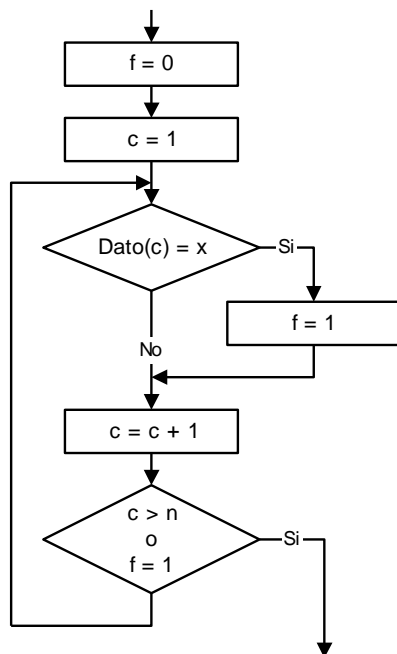 f = 0
c = 1
Dato(c) = x
Si
f = 1
No
c = c + 1
c > n
o
f = 1
Si